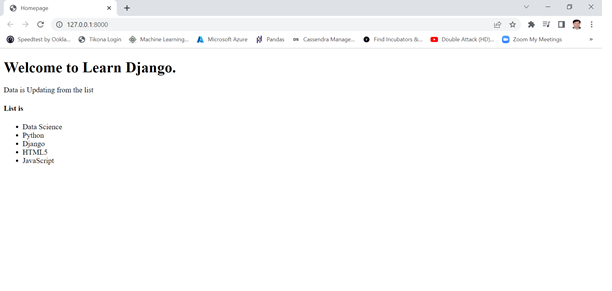 Homepage
127.0.0.1:8000
Speedtest by Ookla...
Tikona Login
Machine Learning...
Microsoft Azure
Pandas
Cassandra Manage...
Find Incubators &...
Double Attack (HD)...
Zoom My Meetings
Welcome to Learn Django.
Data is Updating from the list
List is
Data Science
Python
Django
HTML5
JavaScript